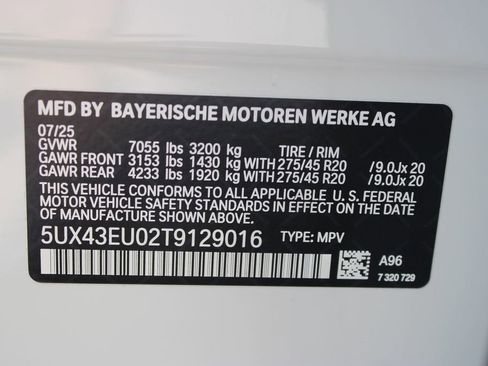 MFD BY BAYERISCHE MOTOREN WERKE AG
07/25
GVWR 7055 lbs 3200 kg TIRE / RIM
GAWR FRONT 3153 lbs 1430 kg WITH 275/45 R20 / 9.0Jx 20
GAWR REAR 4233 lbs 1920 kg WITH 275/45 R20 / 9.0Jx 20
THIS VEHICLE CONFORMS TO ALL APPLICABLE U. S. FEDERAL
MOTOR VEHICLE SAFETY STANDARDS IN EFFECT
ON THE DATE OF MANUFACTURE SHOWN ABOVE.
5UX43EU02T9129016 TYPE: MPV
A96
7 320 729